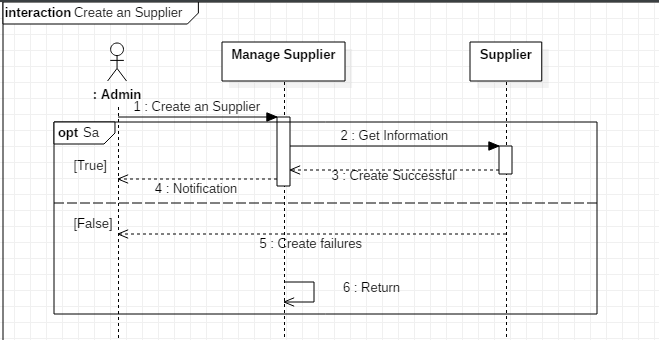 interaction Create an Supplier
Manage Supplier
Supplier
: Admin
1 : Create an Supplier
opt Sa
2 : Get Information
[True]
3 : Create Successful
4 : Notification
[False]
5 : Create failures
6 : Return